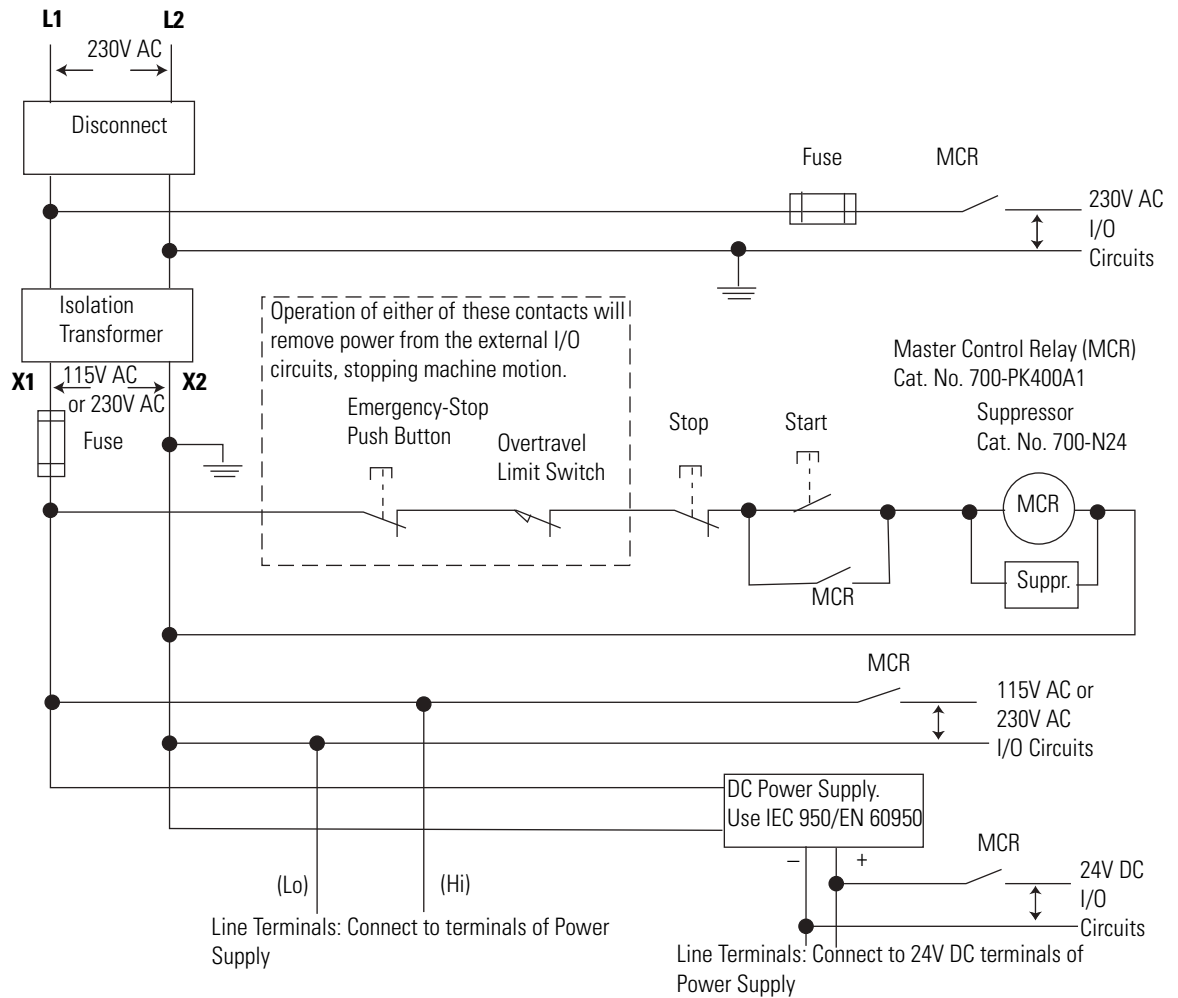 L1
L2
230V AC
Disconnect
Fuse
MCR
230V AC
I/O
Circuits
Isolation
Transformer
X1
115V AC
or 230V AC
X2
Fuse
Operation of either of these contacts will
remove power from the external I/O
circuits, stopping machine motion.
Emergency-Stop
Push Button
Overtravel
Limit Switch
Stop
Start
Master Control Relay (MCR)
Cat. No. 700-PK400A1
Suppressor
Cat. No. 700-N24
MCR
Suppr.
MCR
MCR
115V AC or
230V AC
I/O Circuits
DC Power Supply.
Use IEC 950/EN 60950
–
+
MCR
24V DC
I/O
Circuits
(Lo)
(Hi)
Line Terminals: Connect to terminals of Power
Supply
Line Terminals: Connect to 24V DC terminals of
Power Supply